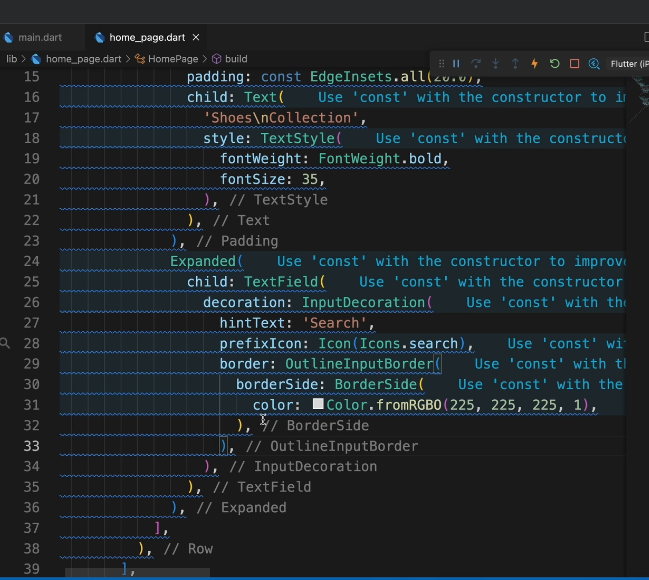 main.dart
home_page.dart ×
lib > home_page.dart > HomePage > build
Flutter (iP
15 padding: const EdgeInsets.all(20.0),
16 child: Text( Use 'const' with the constructor to im
17 'Shoes\nCollection',
18 style: TextStyle( Use 'const' with the constructo
19 fontWeight: FontWeight.bold,
20 fontSize: 35,
21 ), // TextStyle
22 ), // Text
23 ), // Padding
24 Expanded( Use 'const' with the constructor to improve
25 child: TextField( Use 'const' with the constructor
26 decoration: InputDecoration( Use 'const' with the
27 hintText: 'Search',
28 prefixIcon: Icon(Icons.search), Use 'const' wit
29 border: OutlineInputBorder( Use 'const' with th
30 borderSide: BorderSide( Use 'const' with the
31 color: Color.fromRGBO(225, 225, 225, 1),
32 ), // BorderSide
33 ), // OutlineInputBorder
34 ), // InputDecoration
35 ), // TextField
36 ), // Expanded
37 ],
38 ), // Row
39 ],